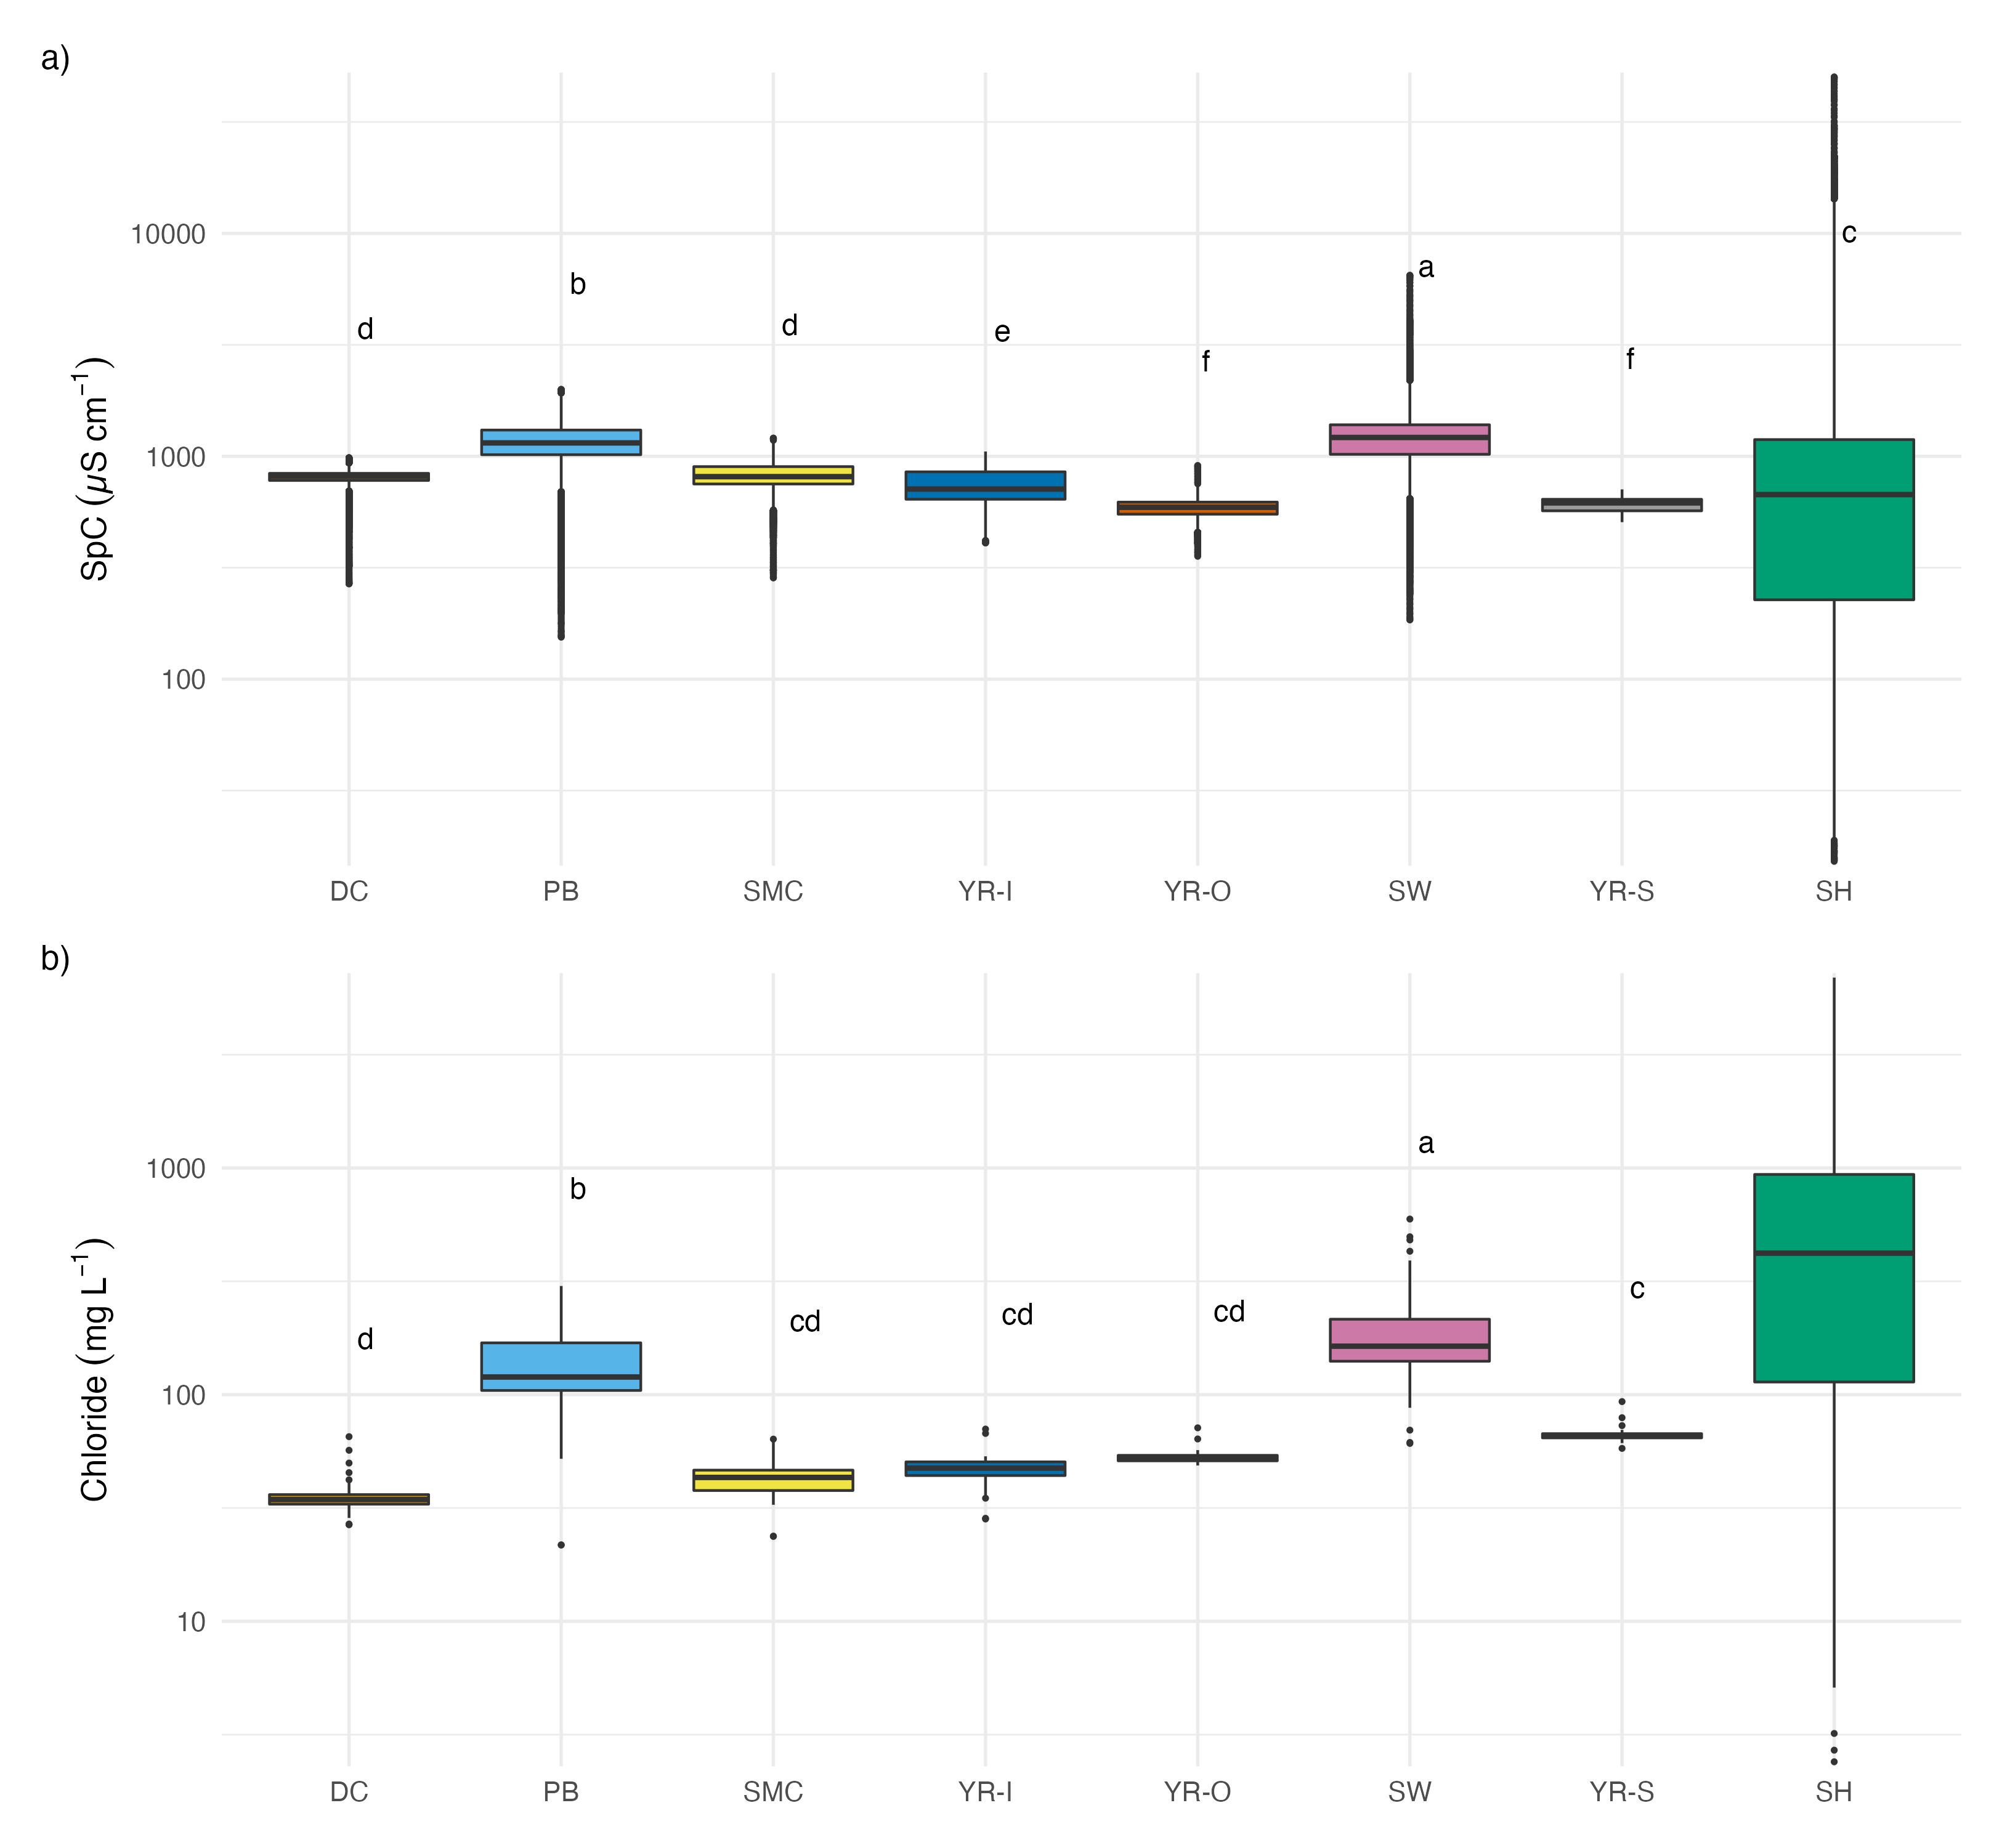 a)
SpC (µS cm⁻¹)
10000
1000
100
d
b
d
e
f
a
f
c
DC PB SMC YR-I YR-O SW YR-S SH
b)
Chloride (mg L⁻¹)
1000
100
10
d
b
cd
cd
cd
a
c
DC PB SMC YR-I YR-O SW YR-S SH